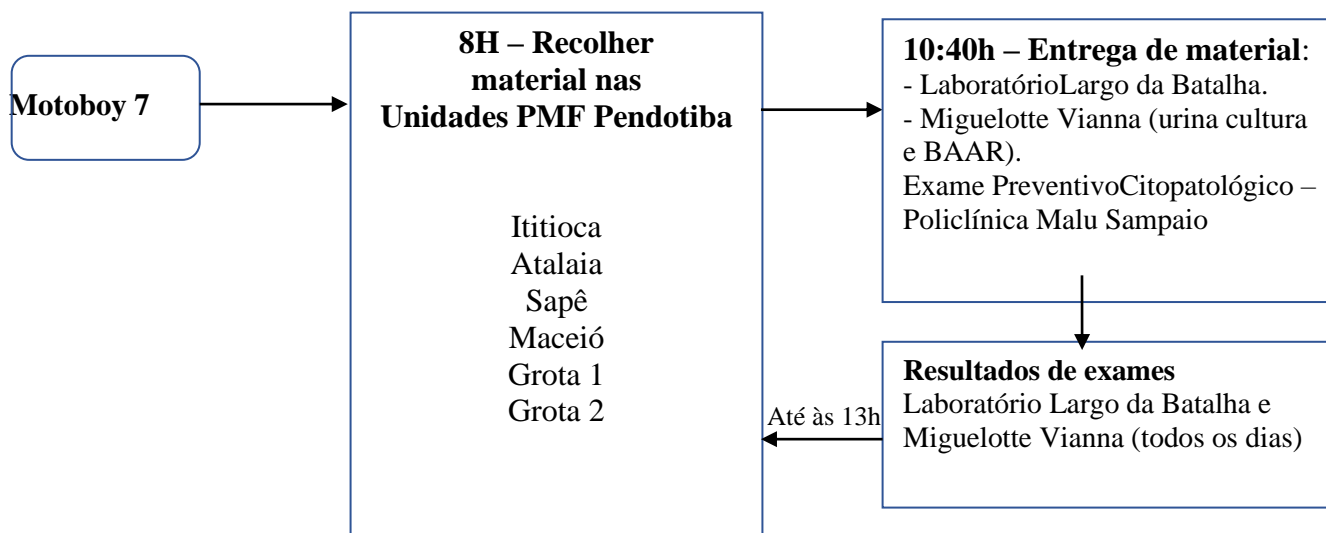 Motoboy 7
8H – Recolher
material nas
Unidades PMF Pendotiba
Ititioca
Atalaia
Sapê
Maceió
Grota 1
Grota 2
10:40h – Entrega de material:
- LaboratórioLargo da Batalha.
- Miguelotte Vianna (urina cultura
e BAAR).
Exame PreventivoCitopatológico –
Policlínica Malu Sampaio
Resultados de exames
Laboratório Largo da Batalha e
Miguelotte Vianna (todos os dias)
Até às 13h